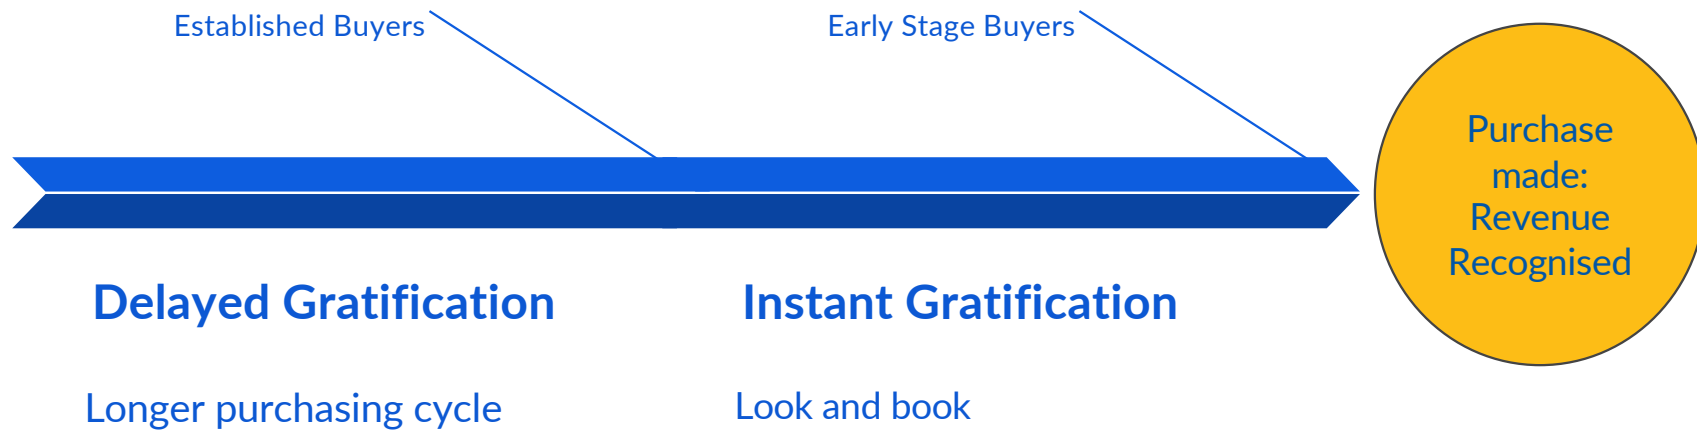 Established Buyers
Early Stage Buyers
Purchase
made:
Revenue
Recognised
Delayed Gratification
Instant Gratification
Longer purchasing cycle
Look and book